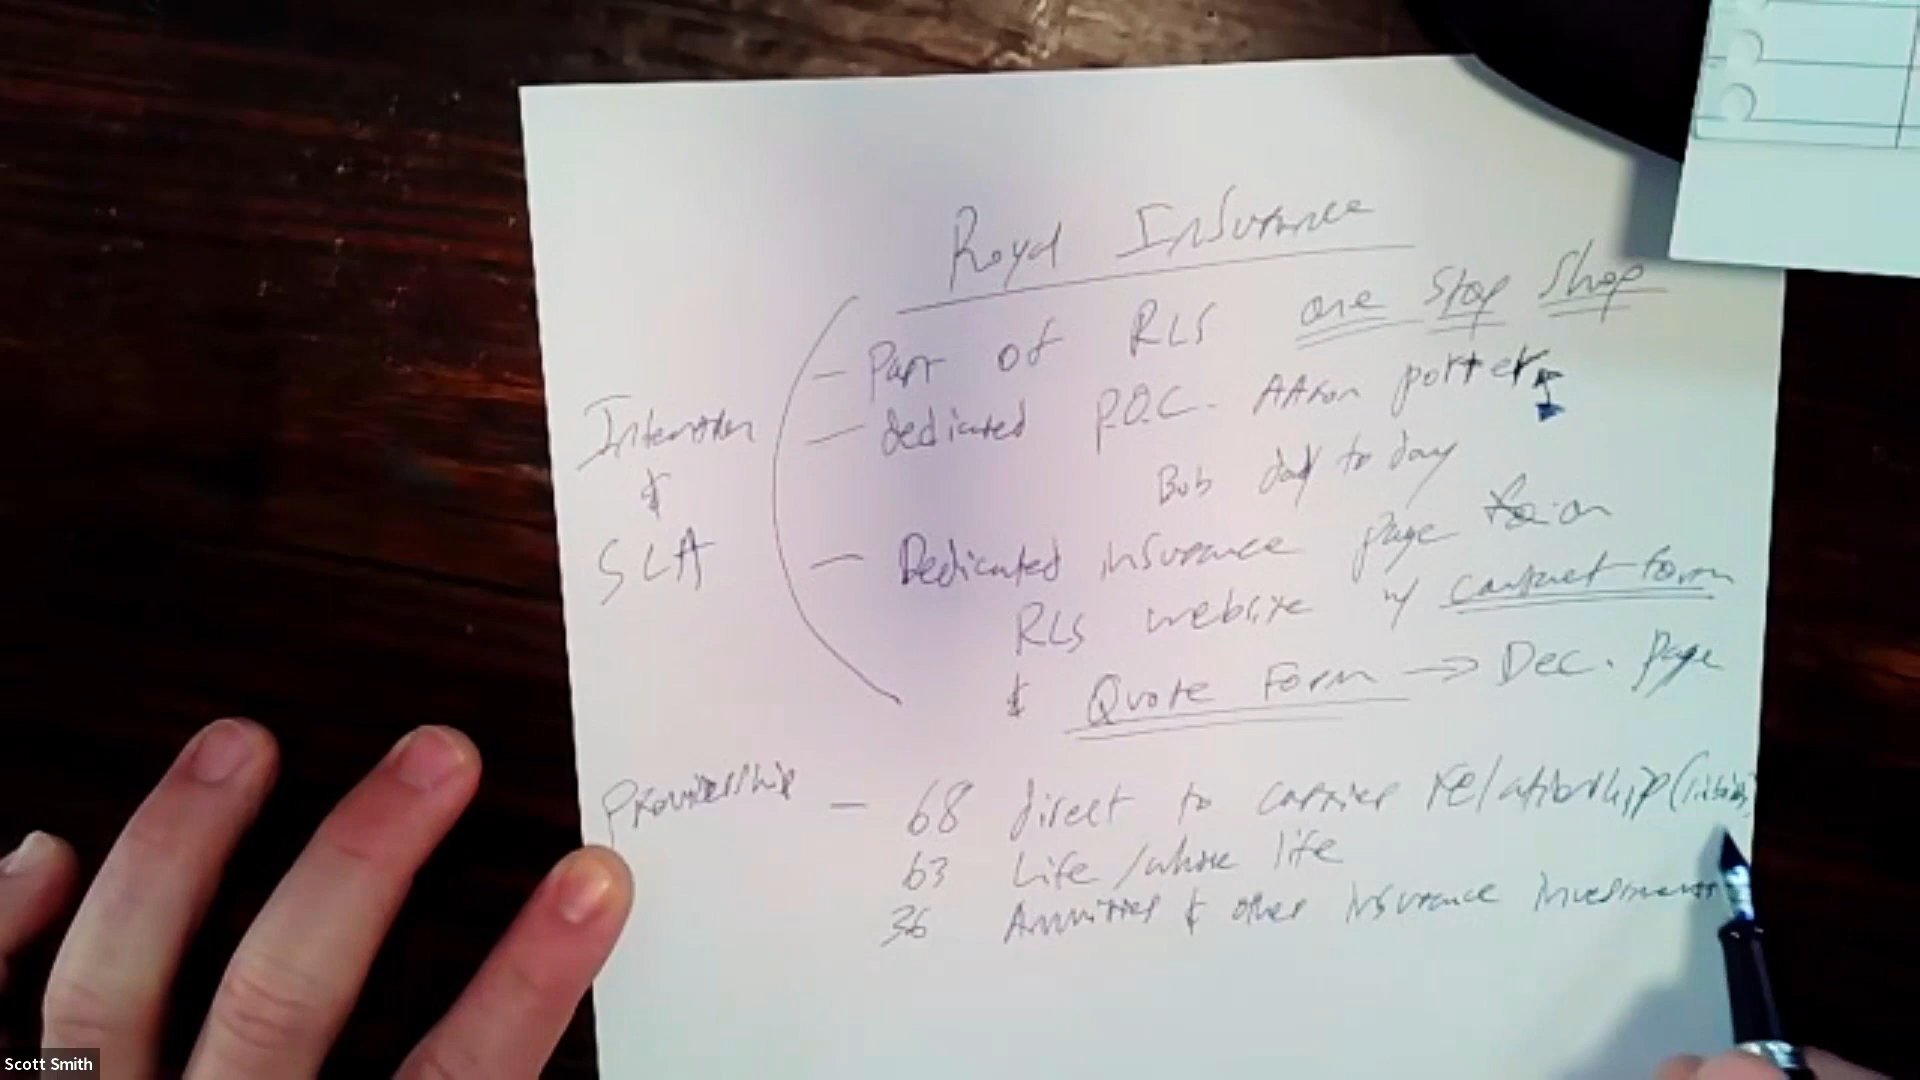 Royal Insurance
- Part of RLS one stop shop
- dedicated P.O.C. AAron porter
Bob day to day
Intention
&
SLA
- Dedicated insurance page on
RLS website w/ contact form
& Quote Form → Dec. page
- 68 direct to carrier relationship
63 Life/whole life
36 Annuities & other insurance investments
Scott Smith